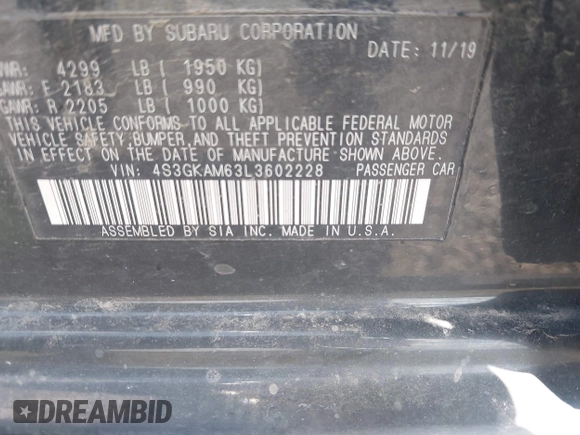 MFD BY SUBARU CORPORATION
DATE: 11/19
VWR: 4299 LB ( 1950 KG)
AWR: F 2183 LB ( 990 KG)
GAWR: R 2205 LB ( 1000 KG)
THIS VEHICLE CONFORMS TO ALL APPLICABLE FEDERAL MOTOR
VEHICLE SAFETY, BUMPER, AND THEFT PREVENTION STANDARDS
IN EFFECT ON THE DATE OF MANUFACTURE SHOWN ABOVE.
VIN: 4S3GKAM63L3602228 PASSENGER CAR
ASSEMBLED BY SIA INC. MADE IN U.S.A.
DREAMBID